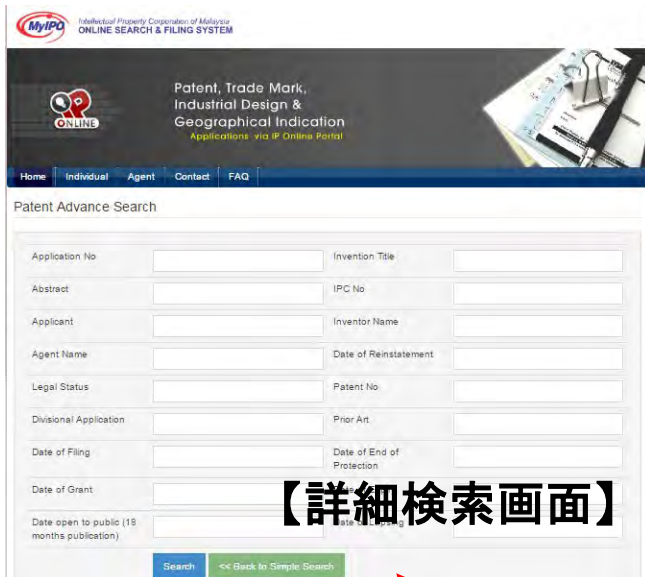 MyIPO
Intellectual Property Corporation of Malaysia
ONLINE SEARCH & FILING SYSTEM
IP
ONLINE
Patent, Trade Mark,
Industrial Design &
Geographical Indication
Applications via IP Online Portal
Home Individual Agent Contact FAQ
Patent Advance Search
Application No Invention Title
Abstract IPC No
Applicant Inventor Name
Agent Name Date of Reinstatement
Legal Status Patent No
Divisional Application Prior Art
Date of Filing Date of End of
Protection
Date of Grant
【詳細検索画面】
Date open to public (18
months publication)
Search << Back to Simple Search